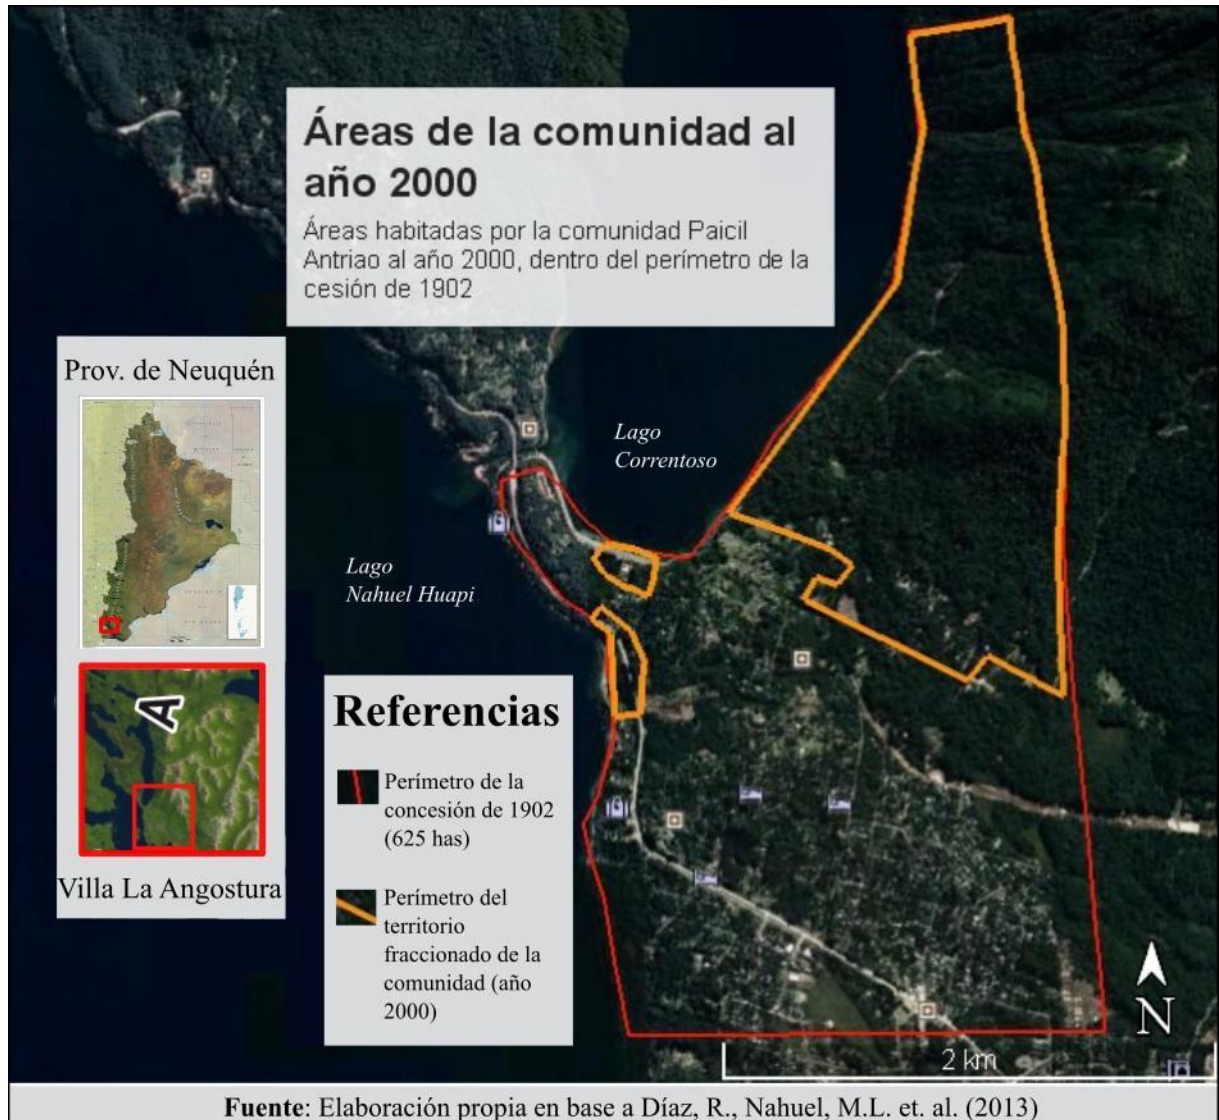 Áreas de la comunidad al
año 2000
Áreas habitadas por la comunidad Paicil
Antriao al año 2000, dentro del perímetro de la
cesión de 1902
Prov. de Neuquén
Lago
Correntoso
Lago
Nahuel Huapi
A
Villa La Angostura
Referencias
Perímetro de la
concesión de 1902
(625 has)
Perímetro del
territorio
fraccionado de la
comunidad (año
2000)
N
2 km
Fuente: Elaboración propia en base a Díaz, R., Nahuel, M.L. et. al. (2013)